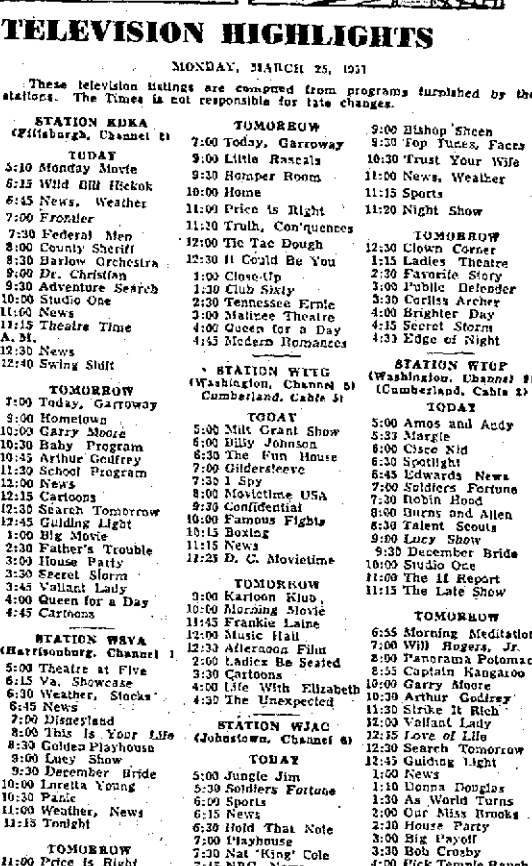 TELEVISION HIGHLIGHTS
MONDAY, MARCH 25, 1957
These television listings are compiled from programs furnished by the
stations. The Times is not responsible for late changes.
STATION KDKA
(Pittsburgh, Channel 2)
TODAY
5:10 Monday Movie
6:15 Wild Bill Hickok
6:45 News, Weather
7:00 Frontier
7:30 Federal Men
8:00 County Sheriff
8:30 Barlow Orchestra
9:00 Dr. Christian
9:30 Adventure Search
10:00 Studio One
11:00 News
11:15 Theatre Time
A. M.
12:30 News
12:40 Swing Shift
TOMORROW
7:00 Today, Garroway
9:00 Hometown
10:00 Garry Moore
10:30 Baby Program
10:45 Arthur Godfrey
11:30 School Program
12:00 News
12:15 Cartoons
12:30 Search Tomorrow
12:45 Guiding Light
1:00 Big Movie
2:30 Father's Trouble
3:00 House Party
3:30 Secret Storm
3:45 Valiant Lady
4:00 Queen for a Day
4:45 Cartoons
STATION WSVA
(Harrisonburg, Channel
5:00 Theatre at Five
6:15 Va. Showcase
6:30 Weather, Stocks
6:45 News
7:00 Disneyland
8:00 This Is Your Life
8:30 Golden Playhouse
9:00 Lucy Show
9:30 December Bride
10:00 Loretta Young
10:30 Panic
11:00 Weather, News
11:15 Tonight
TOMORROW
11:00 Price Is Right
TOMORROW
7:00 Today, Garroway
9:00 Little Rascals
9:30 Romper Room
10:00 Home
11:00 Price is Right
11:30 Truth, Con'quences
12:00 Tic Tac Dough
12:30 It Could Be You
1:00 Close-Up
1:30 Club Sixty
2:30 Tennessee Ernie
3:00 Matinee Theatre
4:00 Queen for a Day
4:45 Modern Romances
STATION WTTG
(Washington, Channel 5)
Cumberland, Cable 5)
TODAY
5:00 Milt Grant Show
6:00 Billy Johnson
6:30 The Fun House
7:00 Gildersleeve
7:30 I Spy
8:00 Movietime USA
9:30 Confidential
10:00 Famous Fights
10:15 Boxing
11:15 News
11:25 D. C. Movietime
TOMORROW
9:00 Kartoon Klub
10:00 Morning Movie
11:45 Frankie Laine
12:00 Music Hall
12:30 Afternoon Film
2:00 Ladies Be Seated
3:30 Cartoons
4:00 Life With Elizabeth
4:30 The Unexpected
STATION WJAC
(Johnstown, Channel 6)
TODAY
5:00 Jungle Jim
5:30 Soldiers Fortune
6:00 Sports
6:15 News
6:30 Hold That Note
7:00 Playhouse
7:30 Nat 'King' Cole
7:45 NBC News
9:00 Bishop Sheen
9:30 Top Tunes, Faces
10:30 Trust Your Wife
11:00 News, Weather
11:15 Sports
11:20 Night Show
TOMORROW
12:30 Clown Corner
1:15 Ladies Theatre
2:30 Favorite Story
3:00 Public Defender
3:30 Corliss Archer
4:00 Brighter Day
4:15 Secret Storm
4:30 Edge of Night
STATION WTOP
(Washington, Channel 9)
(Cumberland, Cable 2)
TODAY
5:00 Amos and Andy
5:33 Margie
6:00 Cisco Kid
6:30 Spotlight
6:45 Edwards News
7:00 Soldiers Fortune
7:30 Robin Hood
8:00 Burns and Allen
8:30 Talent Scouts
9:00 Lucy Show
9:30 December Bride
10:00 Studio One
11:00 The 11 Report
11:15 The Late Show
TOMORROW
6:55 Morning Meditation
7:00 Will Rogers, Jr.
8:00 Panorama Potomac
8:55 Captain Kangaroo
10:00 Garry Moore
10:30 Arthur Godfrey
11:30 Strike It Rich
12:00 Valiant Lady
12:15 Love of Life
12:30 Search Tomorrow
12:45 Guiding Light
1:00 News
1:10 Donna Douglas
1:30 As World Turns
2:00 Our Miss Brooks
2:30 House Party
3:00 Big Payoff
3:30 Bob Crosby
4:00 Pick Temple Ranch